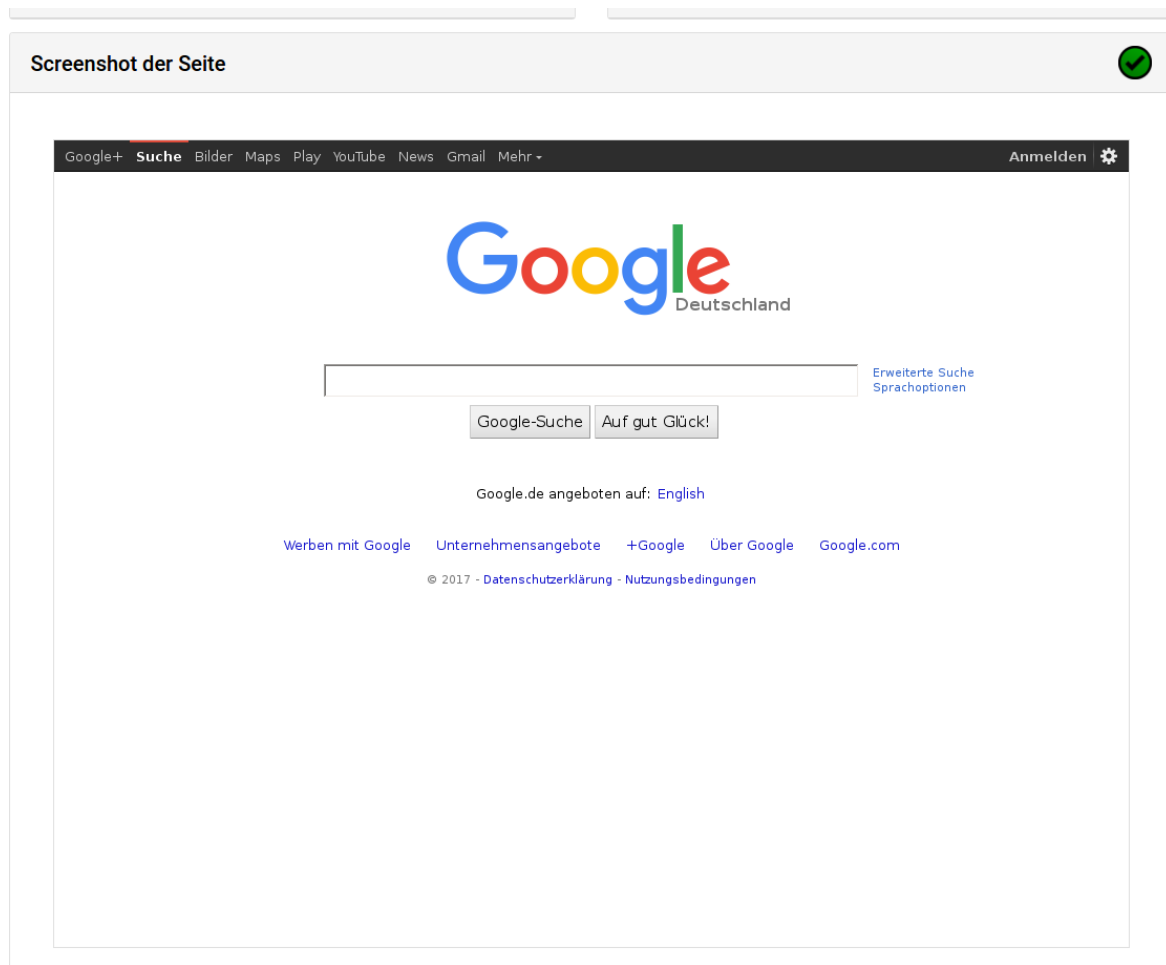 Screenshot der Seite
Google+ Suche Bilder Maps Play YouTube News Gmail Mehr Anmelden
Google
Deutschland
Erweiterte Suche
Sprachoptionen
Google-Suche Auf gut Glück!
Google.de angeboten auf: English
Werben mit Google Unternehmensangebote +Google Über Google Google.com
© 2017 - Datenschutzerklärung - Nutzungsbedingungen